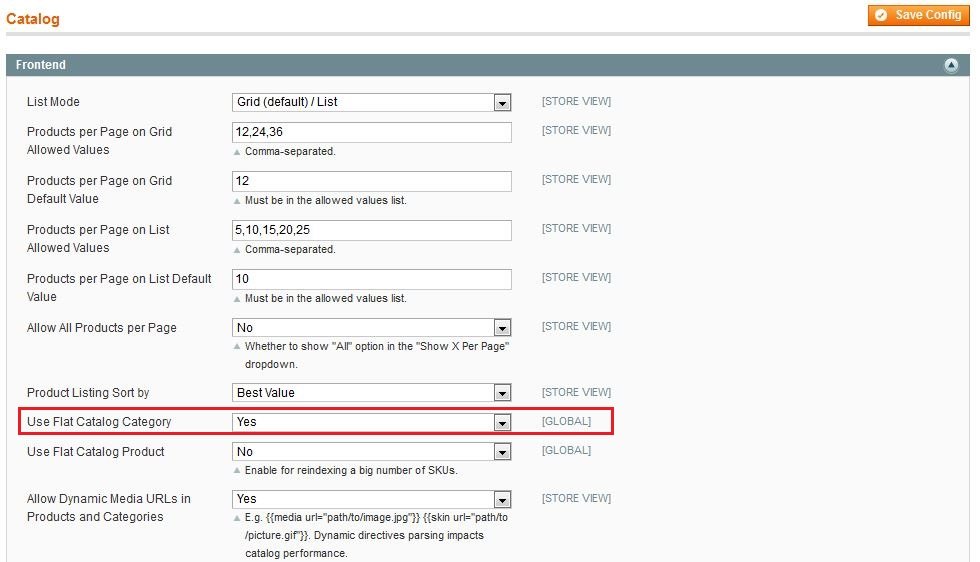 Catalog
Save Config
Frontend
List Mode
Grid (default) / List
[STORE VIEW]
Products per Page on Grid
Allowed Values
12,24,36
[STORE VIEW]
Comma-separated.
Products per Page on Grid
Default Value
12
[STORE VIEW]
Must be in the allowed values list.
Products per Page on List
Allowed Values
5,10,15,20,25
[STORE VIEW]
Comma-separated.
Products per Page on List Default
Value
10
[STORE VIEW]
Must be in the allowed values list.
Allow All Products per Page
No
[STORE VIEW]
Whether to show "All" option in the "Show X Per Page"
dropdown.
Product Listing Sort by
Best Value
[STORE VIEW]
Use Flat Catalog Category
Yes
[GLOBAL]
Use Flat Catalog Product
No
[GLOBAL]
Enable for reindexing a big number of SKUs.
Allow Dynamic Media URLs in
Products and Categories
Yes
[STORE VIEW]
E.g. {{media url="path/to/image.jpg"}} {{skin url="path/to
/picture.gif"}}. Dynamic directives parsing impacts
catalog performance.